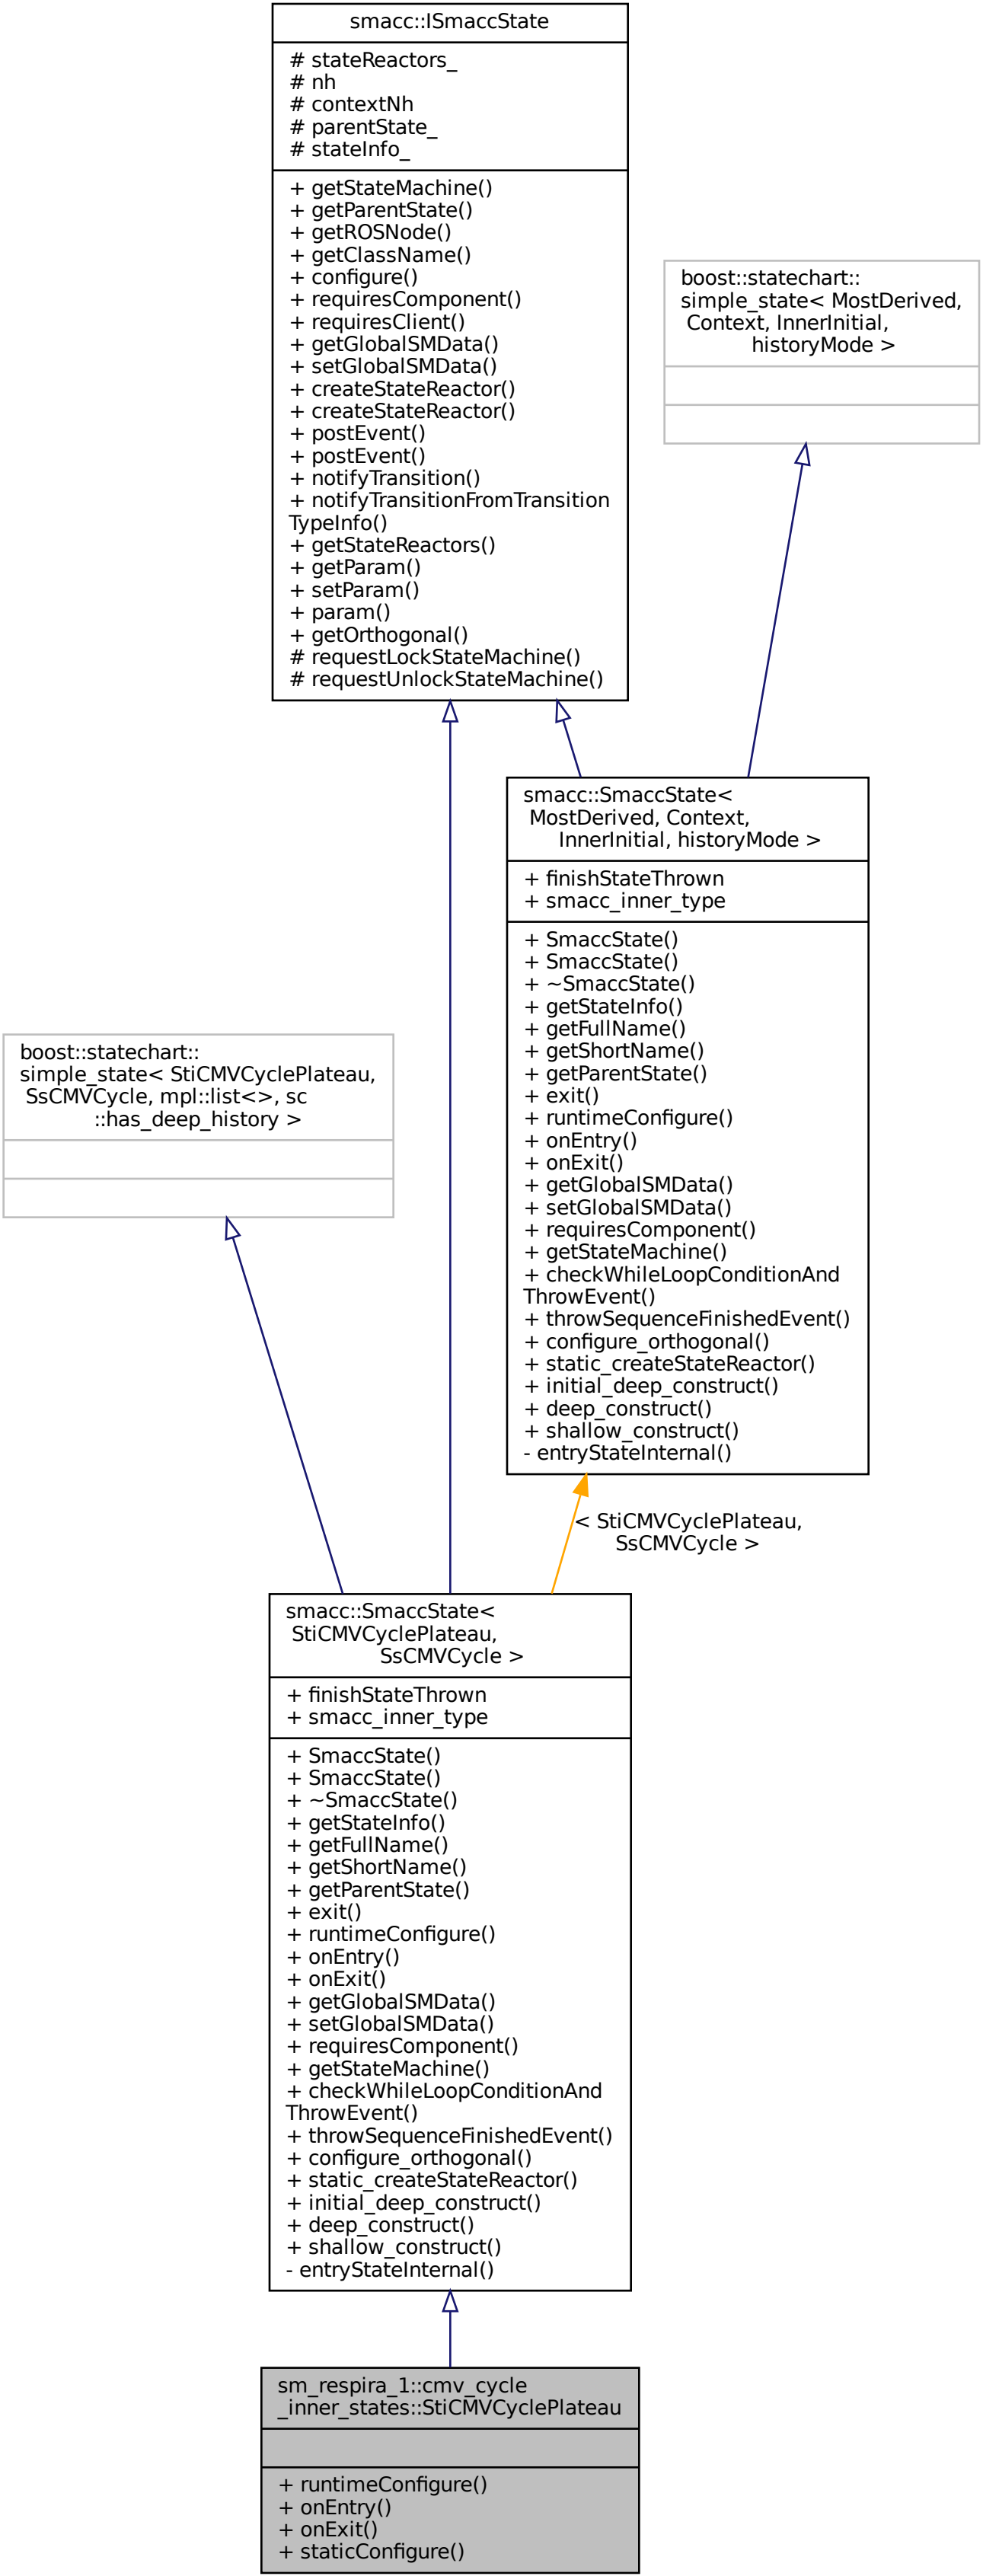 smacc::ISmaccState
# stateReactors_
# nh
# contextNh
# parentState_
# stateInfo_
+ getStateMachine()
+ getParentState()
+ getROSNode()
+ getClassName()
+ configure()
+ requiresComponent()
+ requiresClient()
+ getGlobalSMData()
+ setGlobalSMData()
+ createStateReactor()
+ createStateReactor()
+ postEvent()
+ postEvent()
+ notifyTransition()
+ notifyTransitionFromTransition
TypeInfo()
+ getStateReactors()
+ getParam()
+ setParam()
+ param()
+ getOrthogonal()
# requestLockStateMachine()
# requestUnlockStateMachine()
boost::statechart::
simple_state< MostDerived,
Context, InnerInitial,
historyMode >
smacc::SmaccState<
MostDerived, Context,
InnerInitial, historyMode >
+ finishStateThrown
+ smacc_inner_type
+ SmaccState()
+ SmaccState()
+ ~SmaccState()
+ getStateInfo()
+ getFullName()
+ getShortName()
+ getParentState()
+ exit()
+ runtimeConfigure()
+ onEntry()
+ onExit()
+ getGlobalSMData()
+ setGlobalSMData()
+ requiresComponent()
+ getStateMachine()
+ checkWhileLoopConditionAnd
ThrowEvent()
+ throwSequenceFinishedEvent()
+ configure_orthogonal()
+ static_createStateReactor()
+ initial_deep_construct()
+ deep_construct()
+ shallow_construct()
- entryStateInternal()
boost::statechart::
simple_state< StiCMVCyclePlateau,
SsCMVCycle, mpl::list<>, sc
::has_deep_history >
< StiCMVCyclePlateau,
SsCMVCycle >
smacc::SmaccState<
StiCMVCyclePlateau,
SsCMVCycle >
+ finishStateThrown
+ smacc_inner_type
+ SmaccState()
+ SmaccState()
+ ~SmaccState()
+ getStateInfo()
+ getFullName()
+ getShortName()
+ getParentState()
+ exit()
+ runtimeConfigure()
+ onEntry()
+ onExit()
+ getGlobalSMData()
+ setGlobalSMData()
+ requiresComponent()
+ getStateMachine()
+ checkWhileLoopConditionAnd
ThrowEvent()
+ throwSequenceFinishedEvent()
+ configure_orthogonal()
+ static_createStateReactor()
+ initial_deep_construct()
+ deep_construct()
+ shallow_construct()
- entryStateInternal()
sm_respira_1::cmv_cycle
_inner_states::StiCMVCyclePlateau
+ runtimeConfigure()
+ onEntry()
+ onExit()
+ staticConfigure()